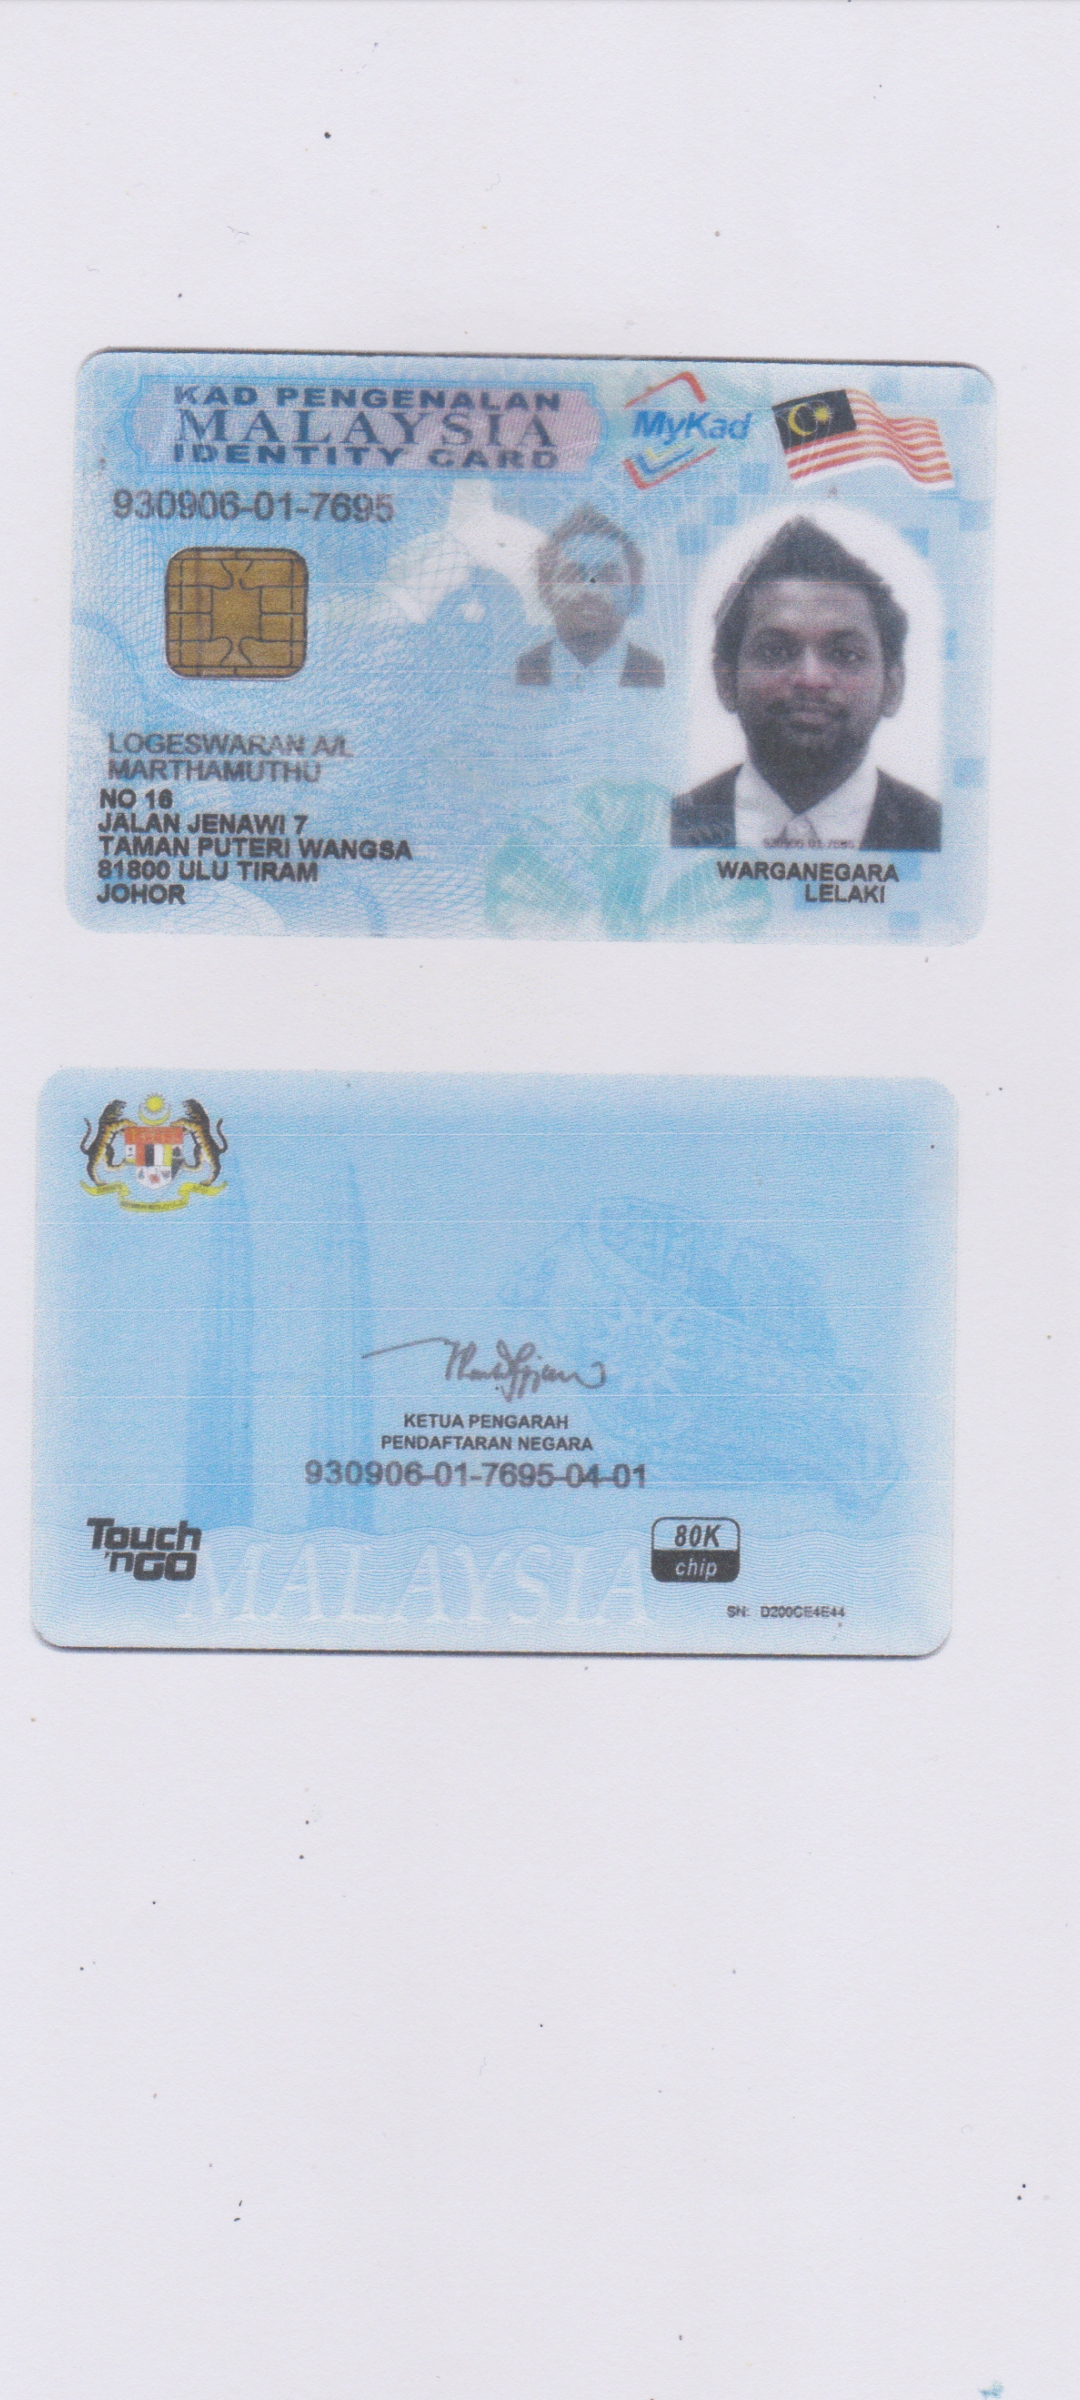 KAD PENGENALAN
MALAYSIA
IDENTITY CARD
MyKad
930906-01-7695
LOGESWARAN A/L
MARTHAMUTHU
NO 16
JALAN JENAWI 7
TAMAN PUTERI WANGSA
81800 ULU TIRAM
JOHOR
930906-01-7695
WARGANEGARA
LELAKI
KETUA PENGARAH
PENDAFTARAN NEGARA
930906-01-7695-04-01
Touch
'nGO
80K
chip
MALAYSIA
SN: D200CE4E44